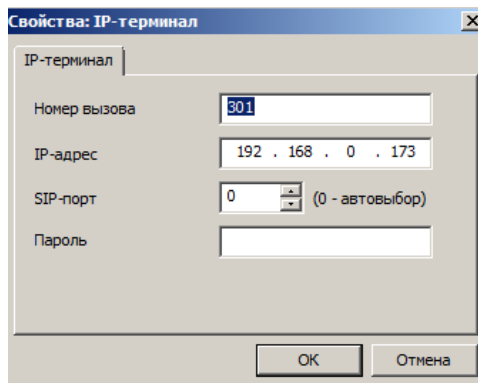 Свойства: IP-терминал
IP-терминал
Номер вызова 301
IP-адрес 192 . 168 . 0 . 173
SIP-порт 0 (0 - автовыбор)
Пароль
OK Отмена